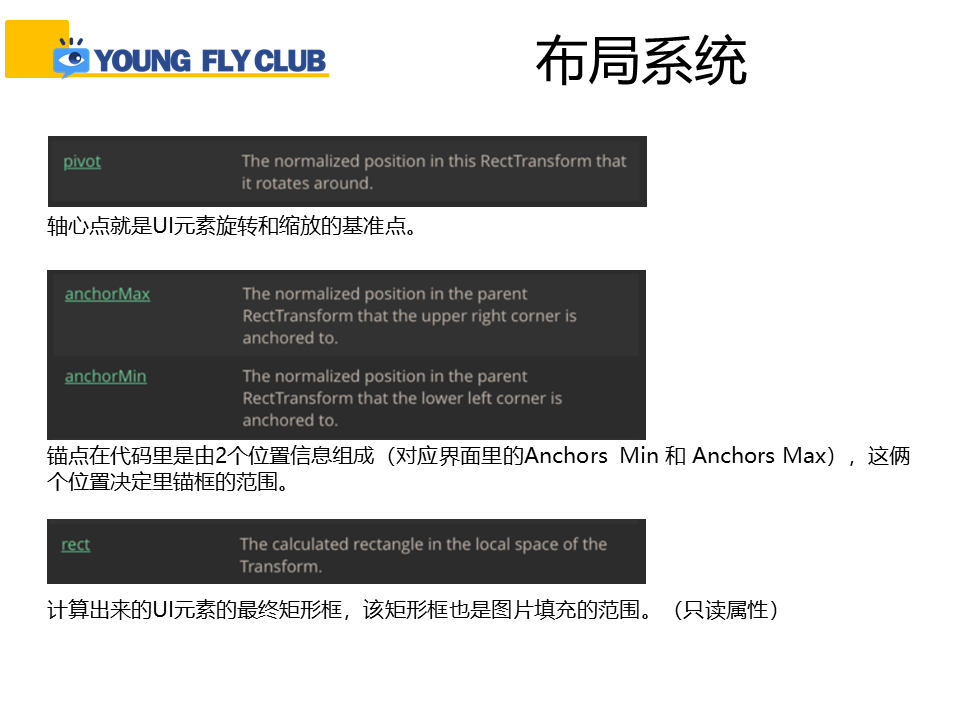 YOUNG FLY CLUB
布局系统
pivot
The normalized position in this RectTransform that
it rotates around.
轴心点就是UI元素旋转和缩放的基准点。
anchorMax
The normalized position in the parent
RectTransform that the upper right corner is
anchored to.
anchorMin
The normalized position in the parent
RectTransform that the lower left corner is
anchored to.
锚点在代码里是由2个位置信息组成（对应界面里的Anchors Min 和 Anchors Max），这俩
个位置决定里锚框的范围。
rect
The calculated rectangle in the local space of the
Transform.
计算出来的UI元素的最终矩形框，该矩形框也是图片填充的范围。（只读属性）